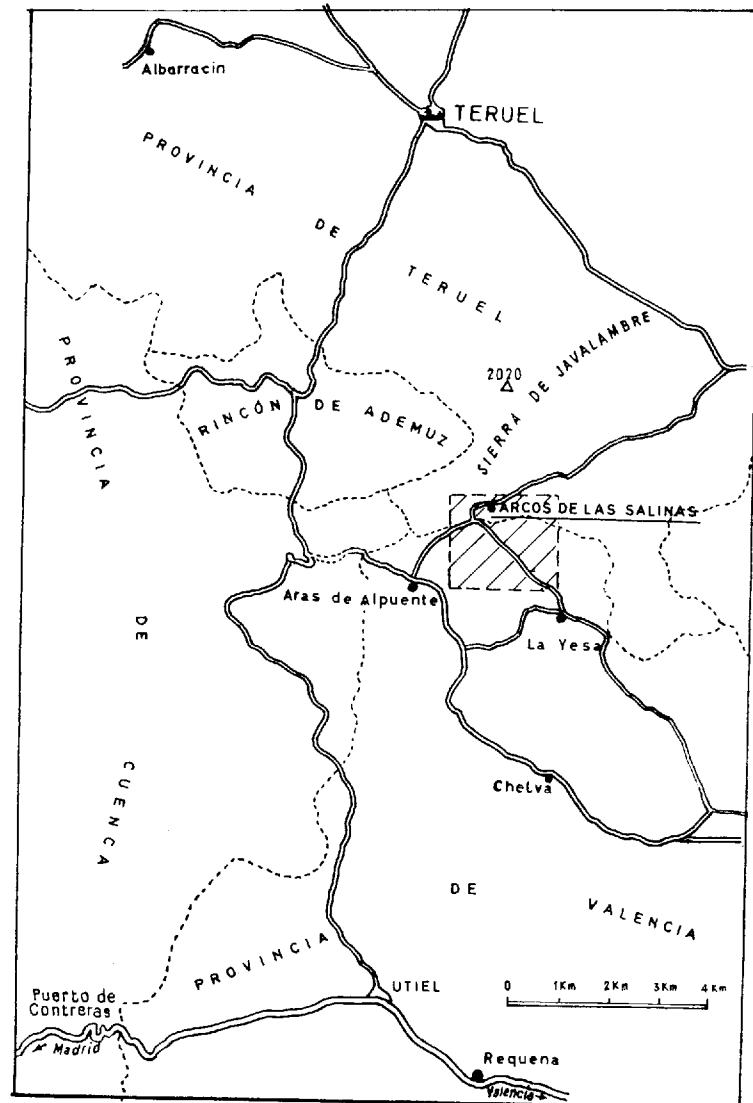 Albarracin
TERUEL
PROVINCIA DE TERUEL
2020
SIERRA DE JAVALAMBRE
PROVINCIA DE CUENCA
RINCÓN DE ADEMUZ
ARCOS DE LAS SALINAS
Aras de Alpuente
La Yesa
Chelva
PROVINCIA DE VALENCIA
UTIEL
0 1Km 2Km 3Km 4Km
Puerto de
Contreras
Madrid
Requena
Valencia